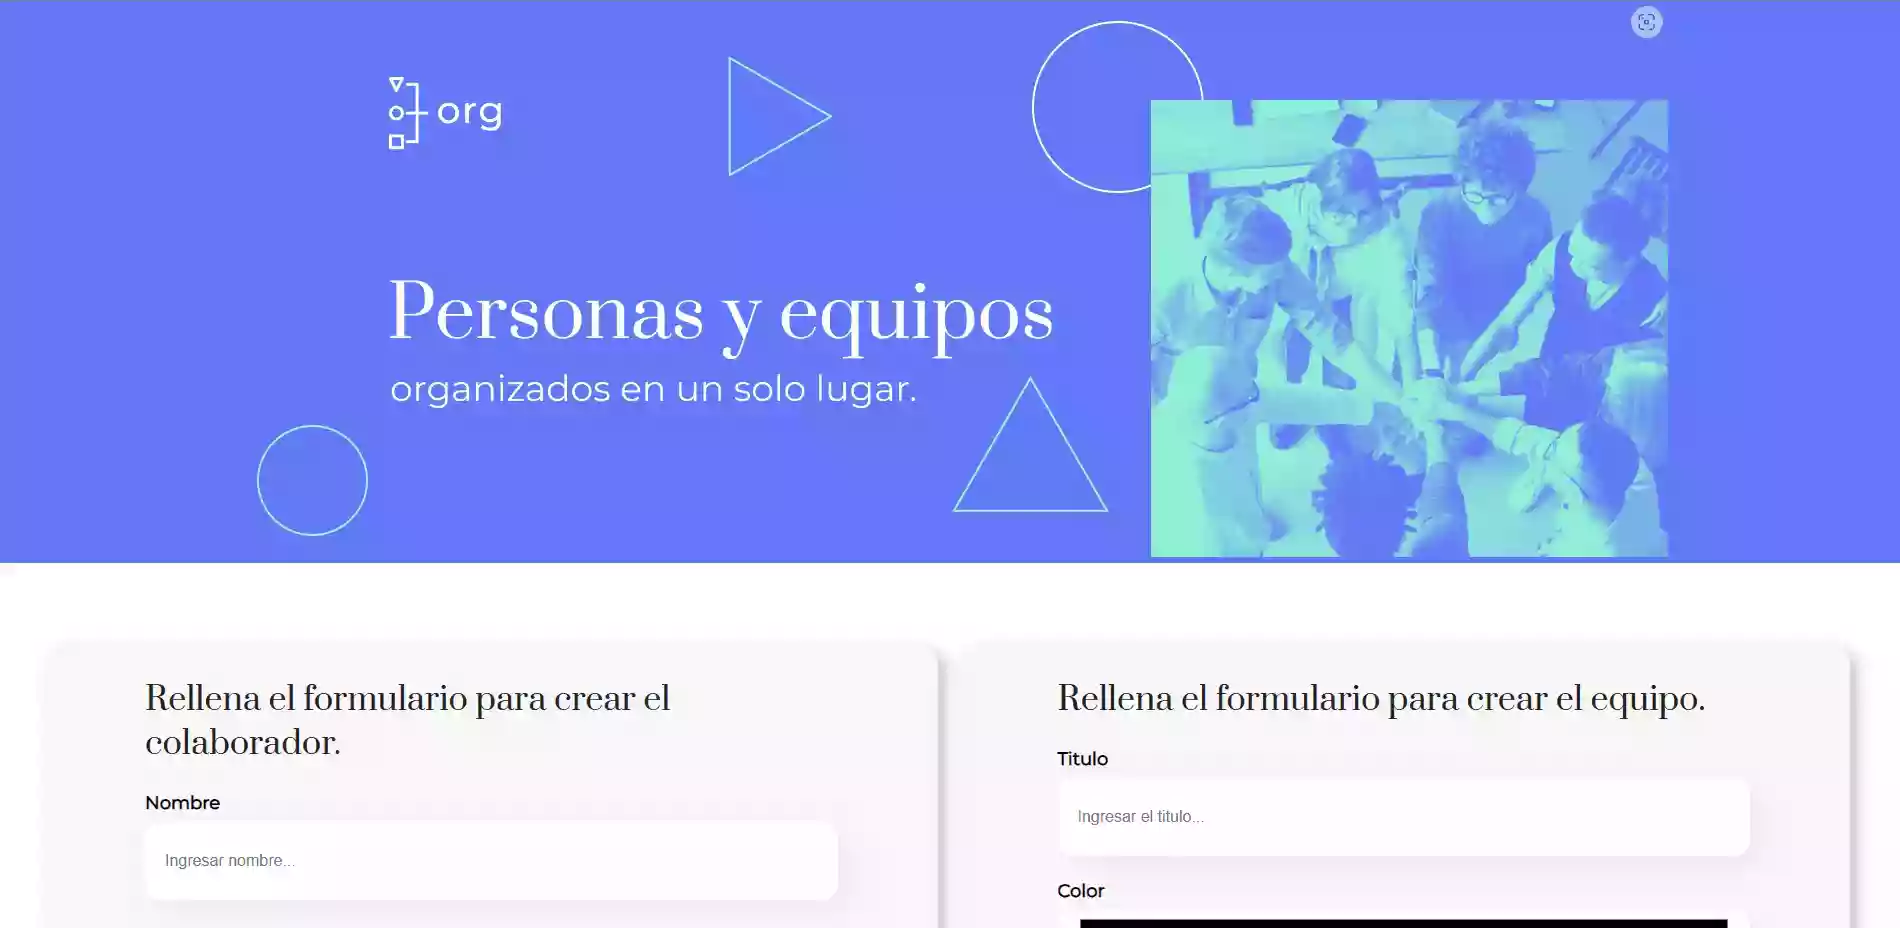 org
Personas y equipos
organizados en un solo lugar.
Rellena el formulario para crear el
colaborador.
Nombre
Ingresar nombre...
Rellena el formulario para crear el equipo.
Titulo
Ingresar el titulo...
Color